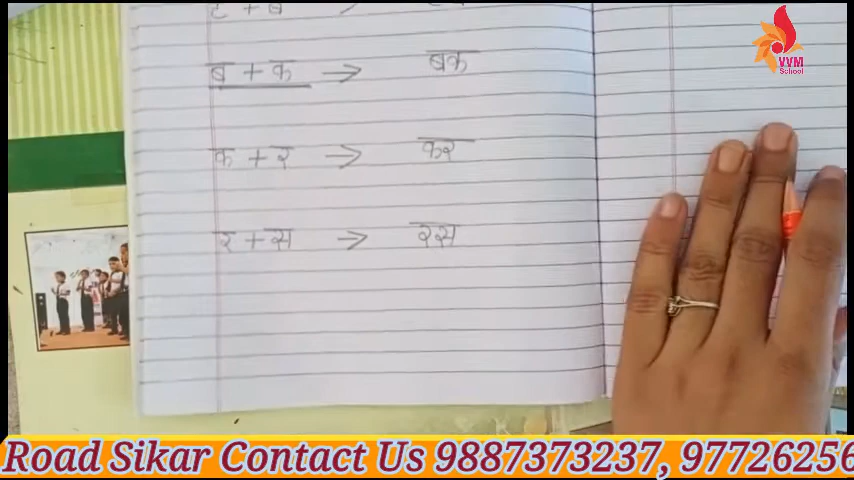 ब + क → बक
क + र → कर
र + स → रस
VVM
School
Road Sikar Contact Us 9887373237, 97726256